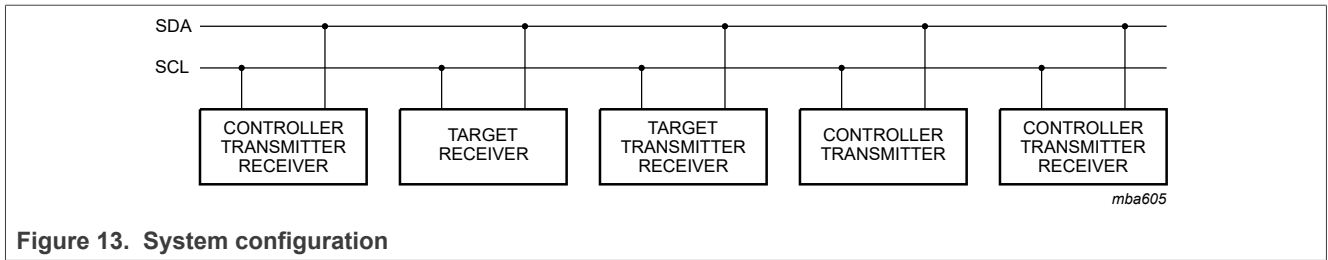 SDA
SCL
CONTROLLER
TRANSMITTER
RECEIVER
TARGET
RECEIVER
TARGET
TRANSMITTER
RECEIVER
CONTROLLER
TRANSMITTER
CONTROLLER
TRANSMITTER
RECEIVER
mba605
Figure 13. System configuration